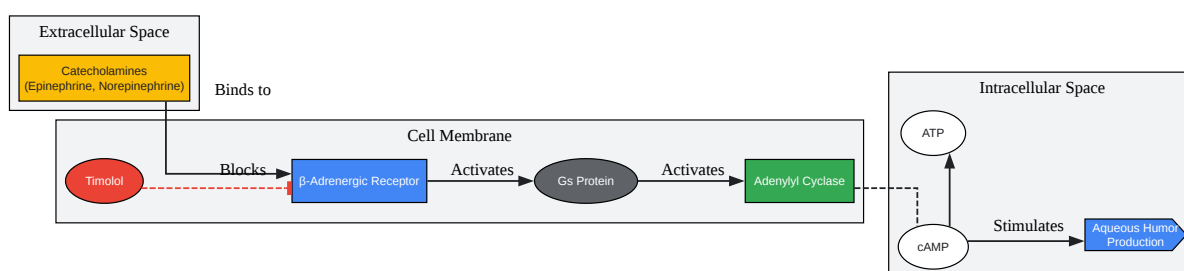 Extracellular Space
Catecholamines
(Epinephrine, Norepinephrine)
Binds to
Cell Membrane
Timolol
Blocks
β-Adrenergic Receptor
Activates
Gs Protein
Activates
Adenylyl Cyclase
Intracellular Space
ATP
cAMP
Stimulates
Aqueous Humor
Production